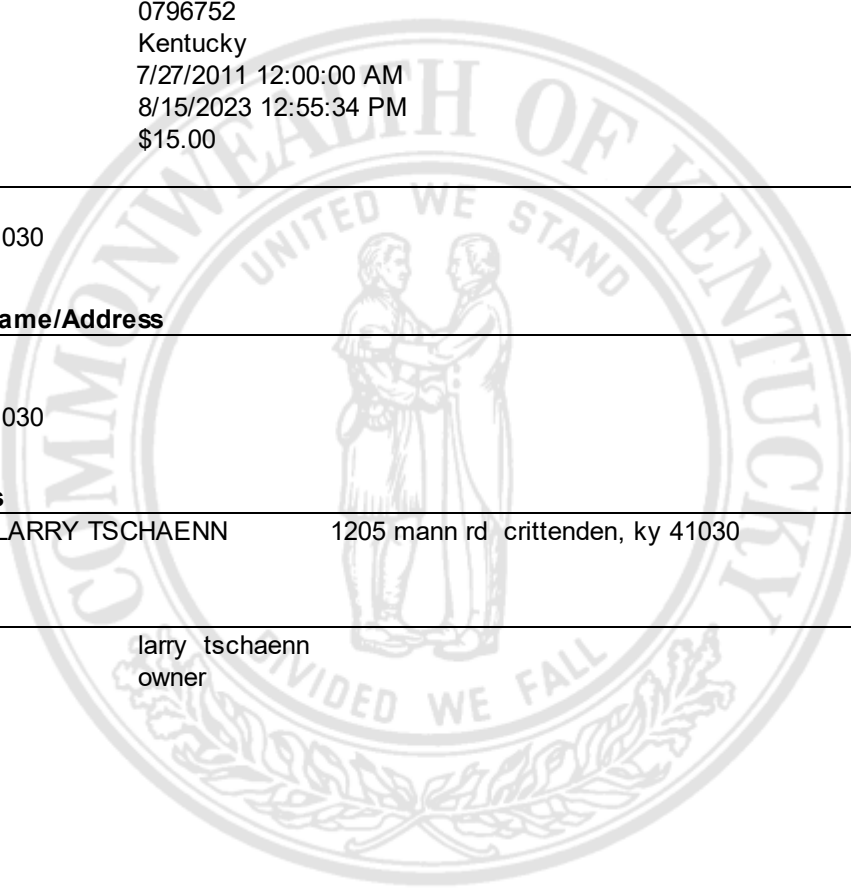 0796752
Kentucky
7/27/2011 12:00:00 AM
8/15/2023 12:55:34 PM
$15.00
030
ame/Address
030
s
LARRY TSCHAENN 1205 mann rd crittenden, ky 41030
larry tschaenn
owner
COMMONWEALTH OF KENTUCKY
UNITED WE STAND
DIVIDED WE FALL